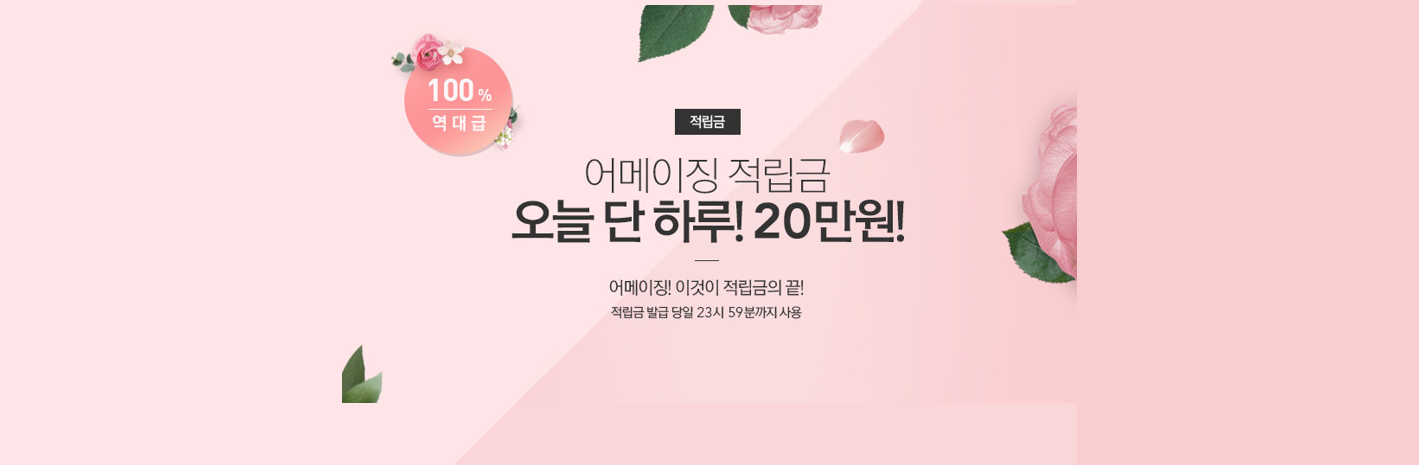 100 %
역대급
적립금
어메이징 적립금
오늘 단 하루! 20만원!
어메이징! 이것이 적립금의 끝!
적립금 발급 당일 23시 59분까지 사용